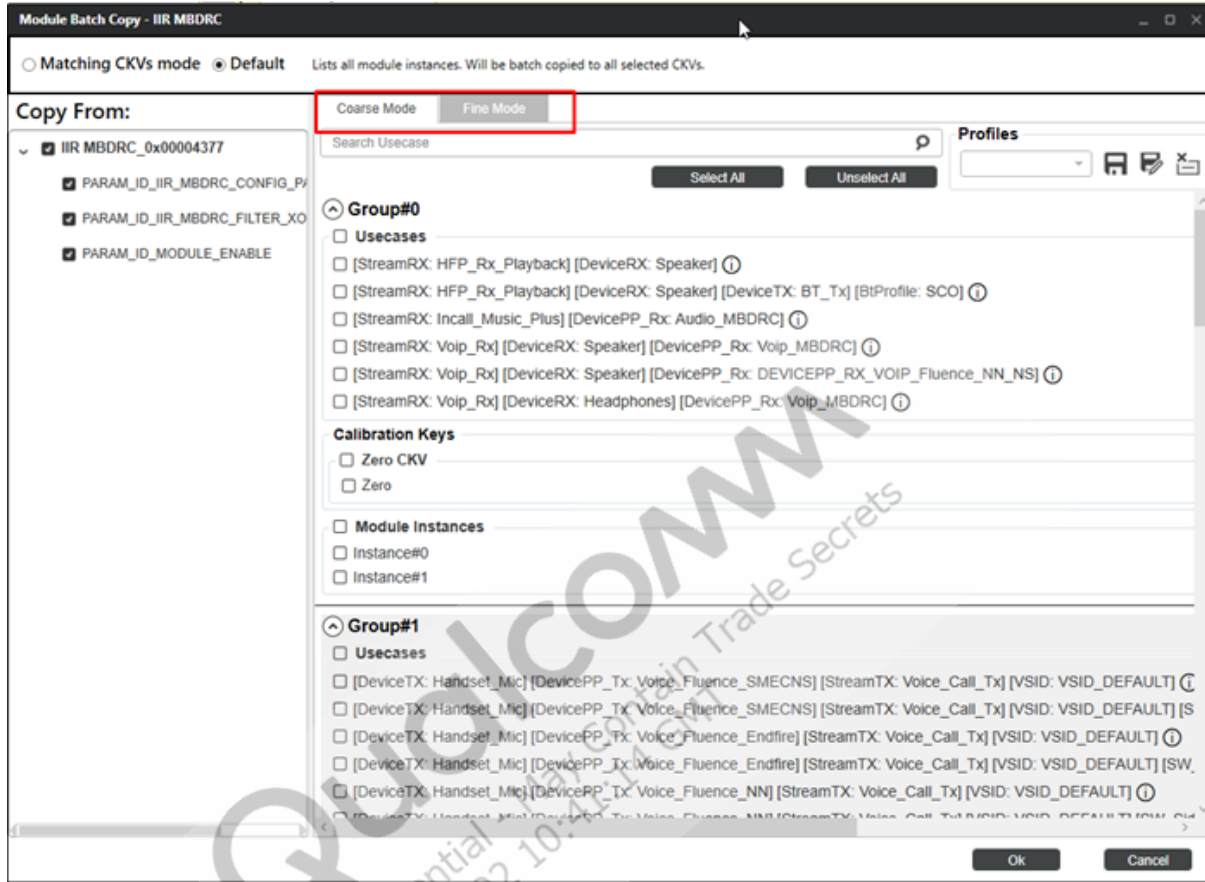 Module Batch Copy - IIR MBDRC
Matching CKVs mode Default Lists all module instances. Will be batch copied to all selected CKVs.
Copy From:
IIR MBDRC_0x00004377
PARAM_ID_IIR_MBDRC_CONFIG_PA
PARAM_ID_IIR_MBDRC_FILTER_XO
PARAM_ID_MODULE_ENABLE
Coarse Mode Fine Mode
Search Usecase
Profiles
Select All Unselect All
Group#0
Usecases
[StreamRX: HFP_Rx_Playback] [DeviceRX: Speaker]
[StreamRX: HFP_Rx_Playback] [DeviceRX: Speaker] [DeviceTX: BT_Tx] [BtProfile: SCO]
[StreamRX: Incall_Music_Plus] [DevicePP_Rx: Audio_MBDRC]
[StreamRX: Voip_Rx] [DeviceRX: Speaker] [DevicePP_Rx: Voip_MBDRC]
[StreamRX: Voip_Rx] [DeviceRX: Speaker] [DevicePP_Rx: DEVICEPP_RX_VOIP_Fluence_NN_NS]
[StreamRX: Voip_Rx] [DeviceRX: Headphones] [DevicePP_Rx: Voip_MBDRC]
Calibration Keys
Zero CKV
Zero
Module Instances
Instance#0
Instance#1
Group#1
Usecases
[DeviceTX: Handset_Mic] [DevicePP_Tx: Voice_Fluence_SMECNS] [StreamTX: Voice_Call_Tx] [VSID: VSID_DEFAULT]
[DeviceTX: Handset_Mic] [DevicePP_Tx: Voice_Fluence_SMECNS] [StreamTX: Voice_Call_Tx] [VSID: VSID_DEFAULT] [S
[DeviceTX: Handset_Mic] [DevicePP_Tx: Voice_Fluence_Endfire] [StreamTX: Voice_Call_Tx] [VSID: VSID_DEFAULT]
[DeviceTX: Handset_Mic] [DevicePP_Tx: Voice_Fluence_Endfire] [StreamTX: Voice_Call_Tx] [VSID: VSID_DEFAULT] [SW_
[DeviceTX: Handset_Mic] [DevicePP_Tx: Voice_Fluence_NN] [StreamTX: Voice_Call_Tx] [VSID: VSID_DEFAULT]
Ok Cancel
Qualcomm
May Contain Trade Secrets
10:41:14 GMT